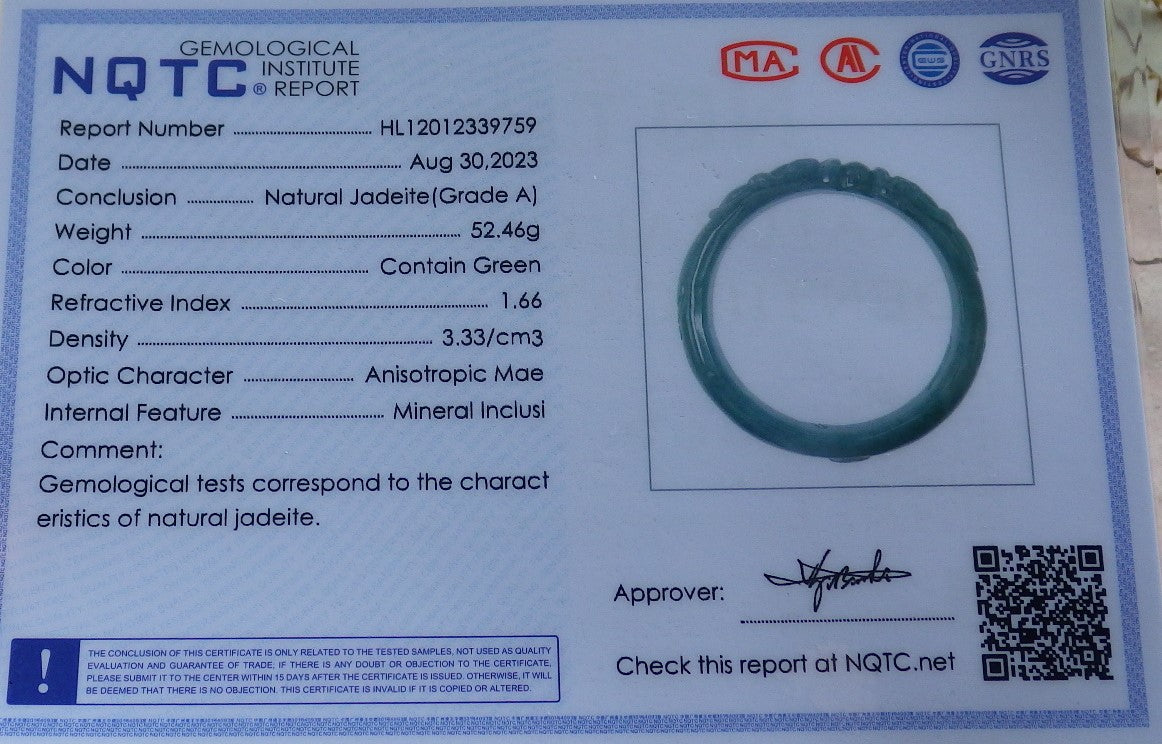 NQTC® GEMOLOGICAL
INSTITUTE
REPORT
MA
AL
GWS
GNRS
Report Number ........ HL12012339759
Date ........ Aug 30,2023
Conclusion ........ Natural Jadeite(Grade A)
Weight ........ 52.46g
Color ........ Contain Green
Refractive Index ........ 1.66
Density ........ 3.33/cm3
Optic Character ........ Anisotropic Mae
Internal Feature ........ Mineral Inclusi
Comment:
Gemological tests correspond to the charact
eristics of natural jadeite.
Approver:
Check this report at NQTC.net
! THE CONCLUSION OF THIS CERTIFICATE IS ONLY RELATED TO THE TESTED SAMPLES, NOT USED AS QUALITY
EVALUATION AND GUARANTEE OF TRADE; IF THERE IS ANY DOUBT OR OBJECTION TO THE CERTIFICATE,
PLEASE SUBMIT IT TO THE CENTER WITHIN 15 DAYS AFTER THE CERTIFICATE IS ISSUED. OTHERWISE, IT WILL
BE DEEMED THAT THERE IS NO OBJECTION. THIS CERTIFICATE IS INVALID IF IT IS COPIED OR ALTERED.